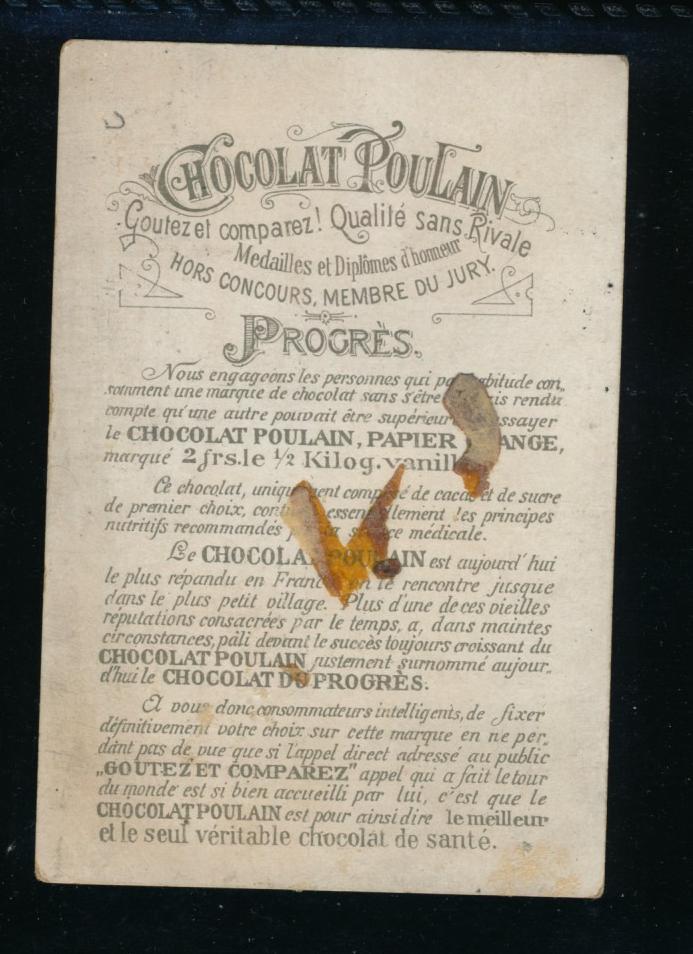 CHOCOLAT POULAIN
Goutez et comparez! Qualité sans Rivale
Medailles et Diplômes d'honneur
HORS CONCOURS, MEMBRE DU JURY.
PROGRÈS.
Nous engageons les personnes qui par habitude con„
somment une marque de chocolat sans s'être rendu
compte qu'une autre pouvait être supérieur ssayer
le CHOCOLAT POULAIN, PAPIER ANGE,
marqué 2 frs. le ½ Kilog. vanill
Ce chocolat, uniquement composé de cacao et de sucre
de premier choix, essentiellement les principes
nutritifs recommandés médicale.
Le CHOCOLAT POULAIN est aujourd'hui
le plus répandu en France on le rencontre jusque
dans le plus petit village. Plus d'une de ces vieilles
réputations consacrées par le temps, a, dans maintes
circonstances, pâli devant le succès toujours croissant du
CHOCOLAT POULAIN justement surnommé aujour„
d'hui le CHOCOLAT DU PROGRÈS.
A vous donc consommateurs intelligents, de fixer
définitivement votre choix sur cette marque en ne per„
dant pas de vue que si l'appel direct adressé au public
„GOUTEZ ET COMPAREZ" appel qui a fait le tour
du monde est si bien accueilli par lui, c'est que le
CHOCOLAT POULAIN est pour ainsi dire le meilleur
et le seul véritable chocolat de santé.